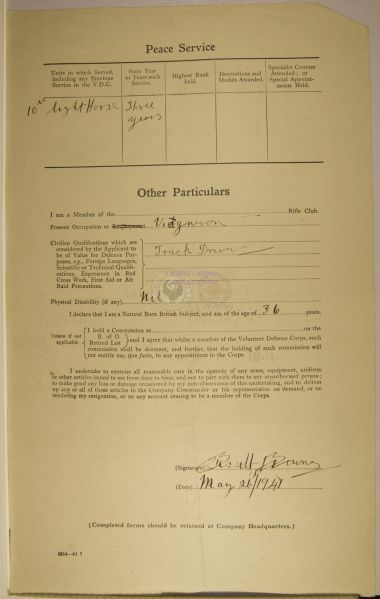 Peace Service
Units in which Served, including any Previous Service in the V.D.C.
State Year or Years such Service.
Highest Rank held.
Decorations and Medals Awarded.
Specialist Courses Attended; or Special Appointments Held.
10th Light Horse Three years
Other Particulars
I am a Member of the Rifle Club.
Present Occupation or Employment Vigneron
Civilian Qualifications which are
considered by the Applicant to
be of Value for Defence Purposes,
e.g., Foreign Languages,
Scientific or Technical Qualifications,
Experience in Red
Cross Work, First Aid or Air
Raid Precautions.
Truck Driver
Physical Disability (if any) Nil
I declare that I am a Natural Born British Subject, and am of the age of 36 years.
Delete if not applicable
I hold a Commission as on the
R. of O.
Retired List
and I agree that whilst a member of the Volunteer Defence Corps, such
commission shall be dormant, and further, that the holding of such commission will
not entitle me, ipso facto, to any appointment in the Corps.
I undertake to exercise all reasonable care in the custody of any arms, equipment, uniform
or other articles issued to me from time to time, and not to part with them to any unauthorised person;
to make good any loss or damage occasioned by my non-observance of this undertaking, and to deliver
up any or all of these articles to the Company Commander or his representative on demand, or on
tendering my resignation, or on any account ceasing to be a member of the Corps.
(Signature)
(Date) May 26/1941
(Completed forms should be retained at Company Headquarters.)